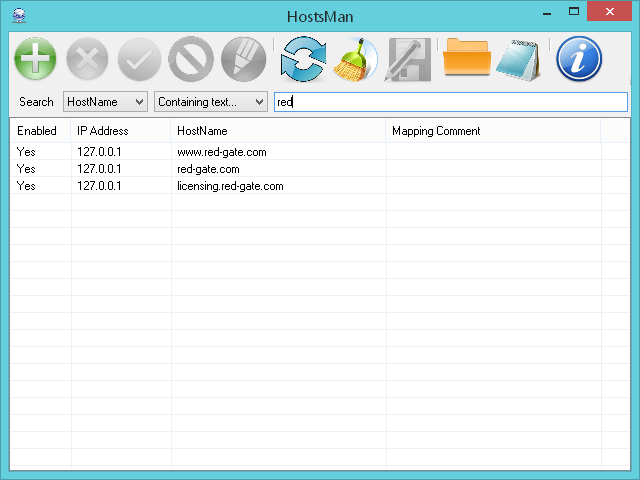 HostsMan
Search HostName Containing text... red
Enabled IP Address HostName Mapping Comment
Yes 127.0.0.1 www.red-gate.com
Yes 127.0.0.1 red-gate.com
Yes 127.0.0.1 licensing.red-gate.com